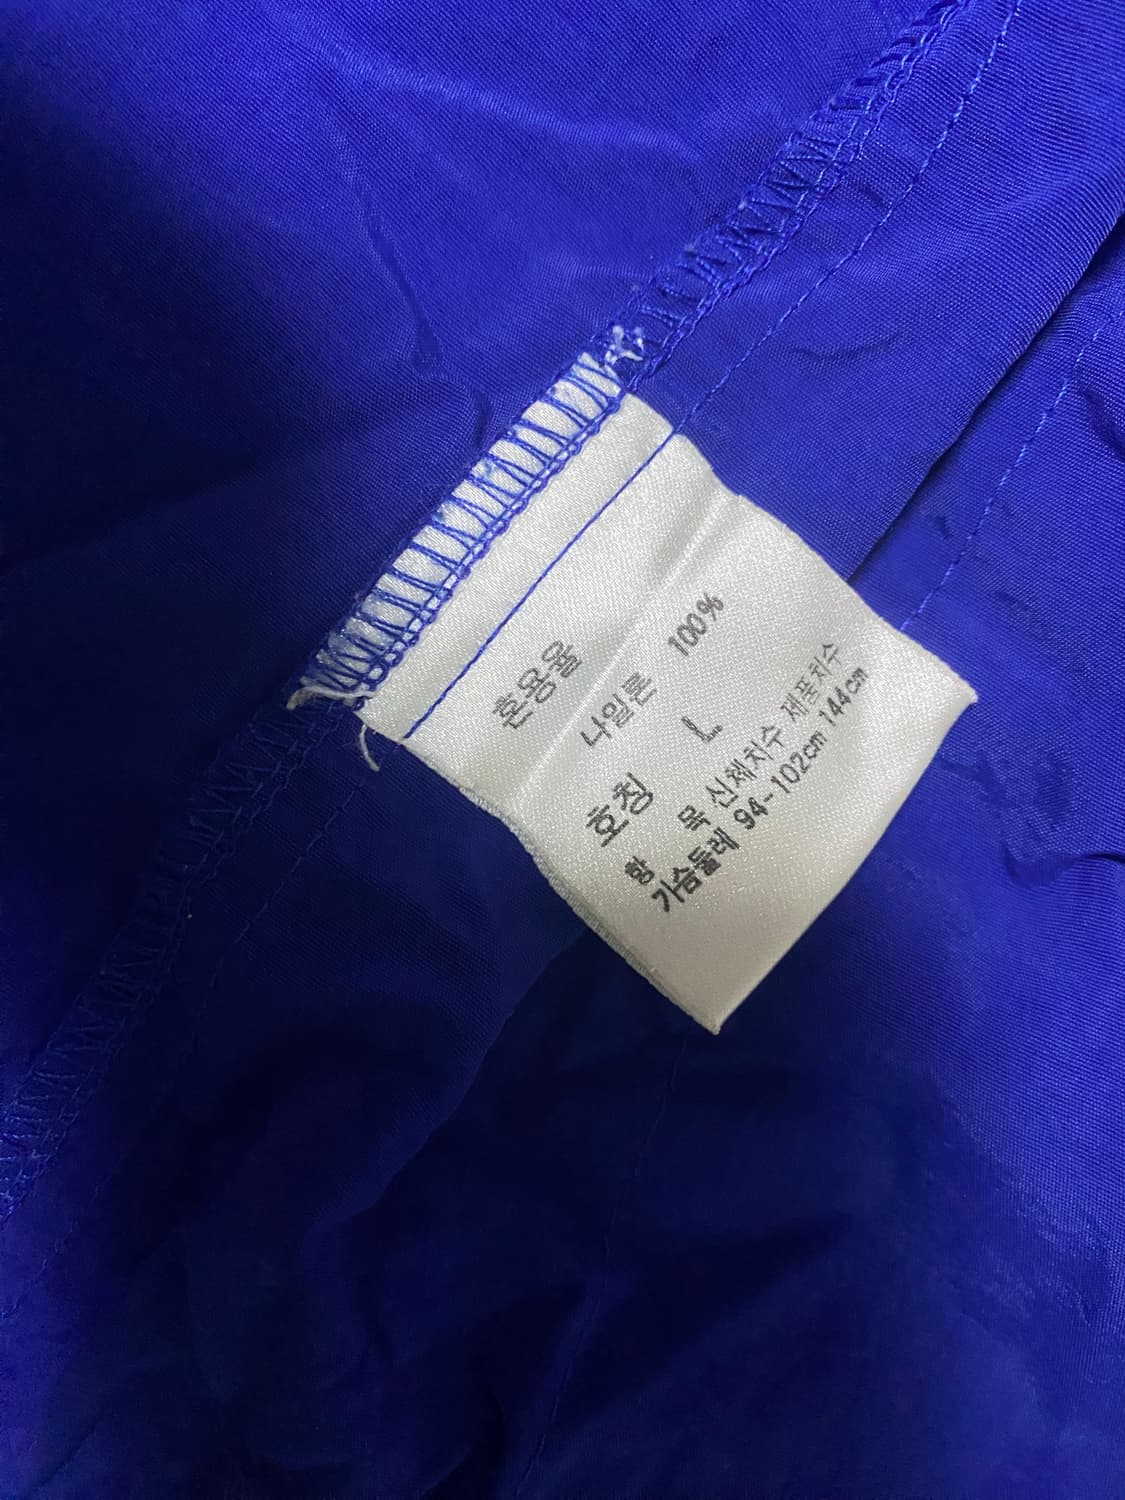 혼용율
나일론 100%
호칭 L
항 목 신체치수 제품치수
가슴둘레 94-102cm 144cm